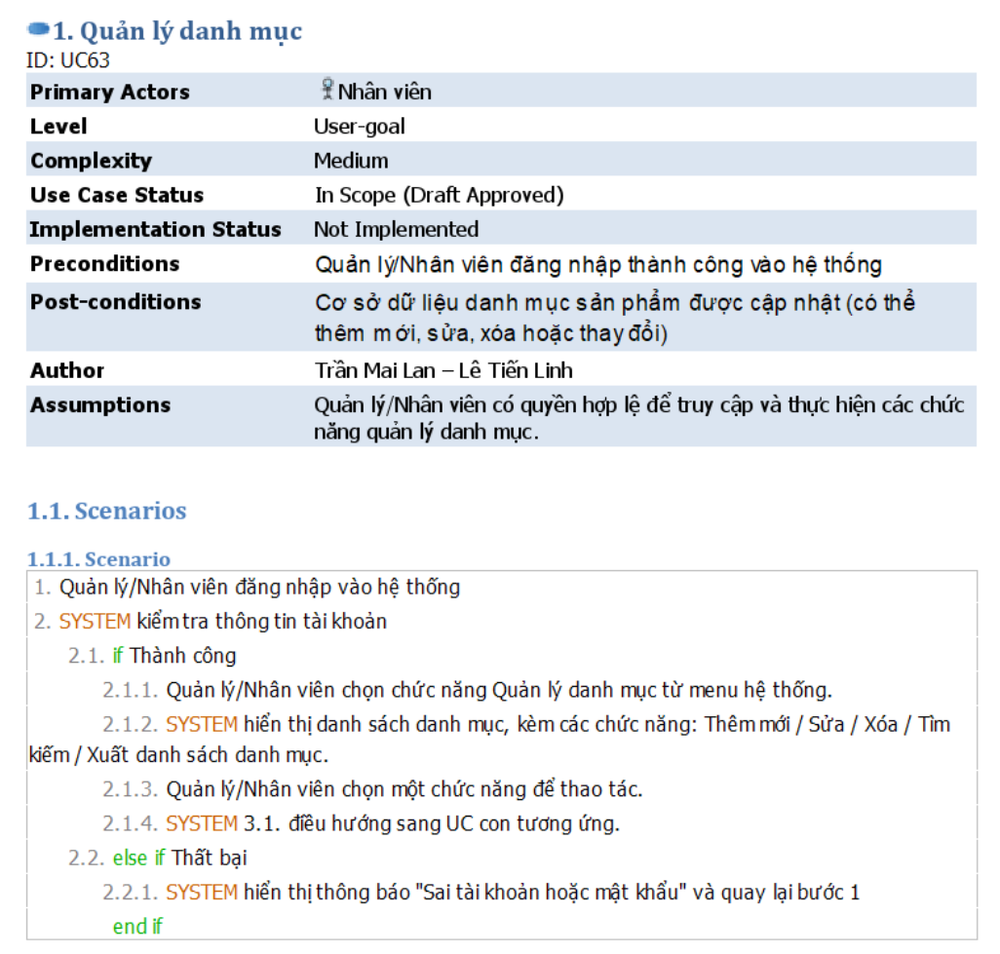 1. Quản lý danh mục
ID: UC63
Primary Actors Nhân viên
Level User-goal
Complexity Medium
Use Case Status In Scope (Draft Approved)
Implementation Status Not Implemented
Preconditions Quản lý/Nhân viên đăng nhập thành công vào hệ thống
Post-conditions Cơ sở dữ liệu danh mục sản phẩm được cập nhật (có thể
thêm mới, sửa, xóa hoặc thay đổi)
Author Trần Mai Lan – Lê Tiến Linh
Assumptions Quản lý/Nhân viên có quyền hợp lệ để truy cập và thực hiện các chức
năng quản lý danh mục.
1.1. Scenarios
1.1.1. Scenario
1. Quản lý/Nhân viên đăng nhập vào hệ thống
2. SYSTEM kiểm tra thông tin tài khoản
2.1. if Thành công
2.1.1. Quản lý/Nhân viên chọn chức năng Quản lý danh mục từ menu hệ thống.
2.1.2. SYSTEM hiển thị danh sách danh mục, kèm các chức năng: Thêm mới / Sửa / Xóa / Tìm
kiếm / Xuất danh sách danh mục.
2.1.3. Quản lý/Nhân viên chọn một chức năng để thao tác.
2.1.4. SYSTEM 3.1. điều hướng sang UC con tương ứng.
2.2. else if Thất bại
2.2.1. SYSTEM hiển thị thông báo "Sai tài khoản hoặc mật khẩu" và quay lại bước 1
end if